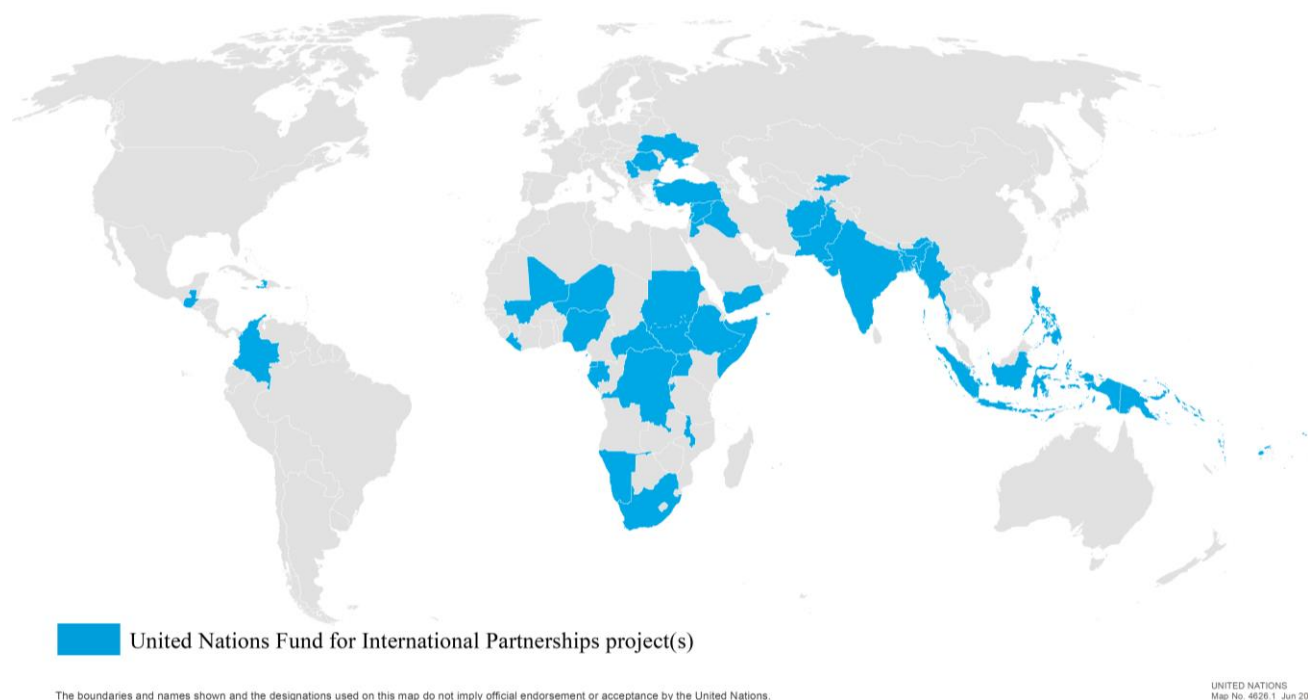 United Nations Fund for International Partnerships project(s)
The boundaries and names shown and the designations used on this map do not imply official endorsement or acceptance by the United Nations.
UNITED NATIONS
Map No. 4626.1 Jun 20